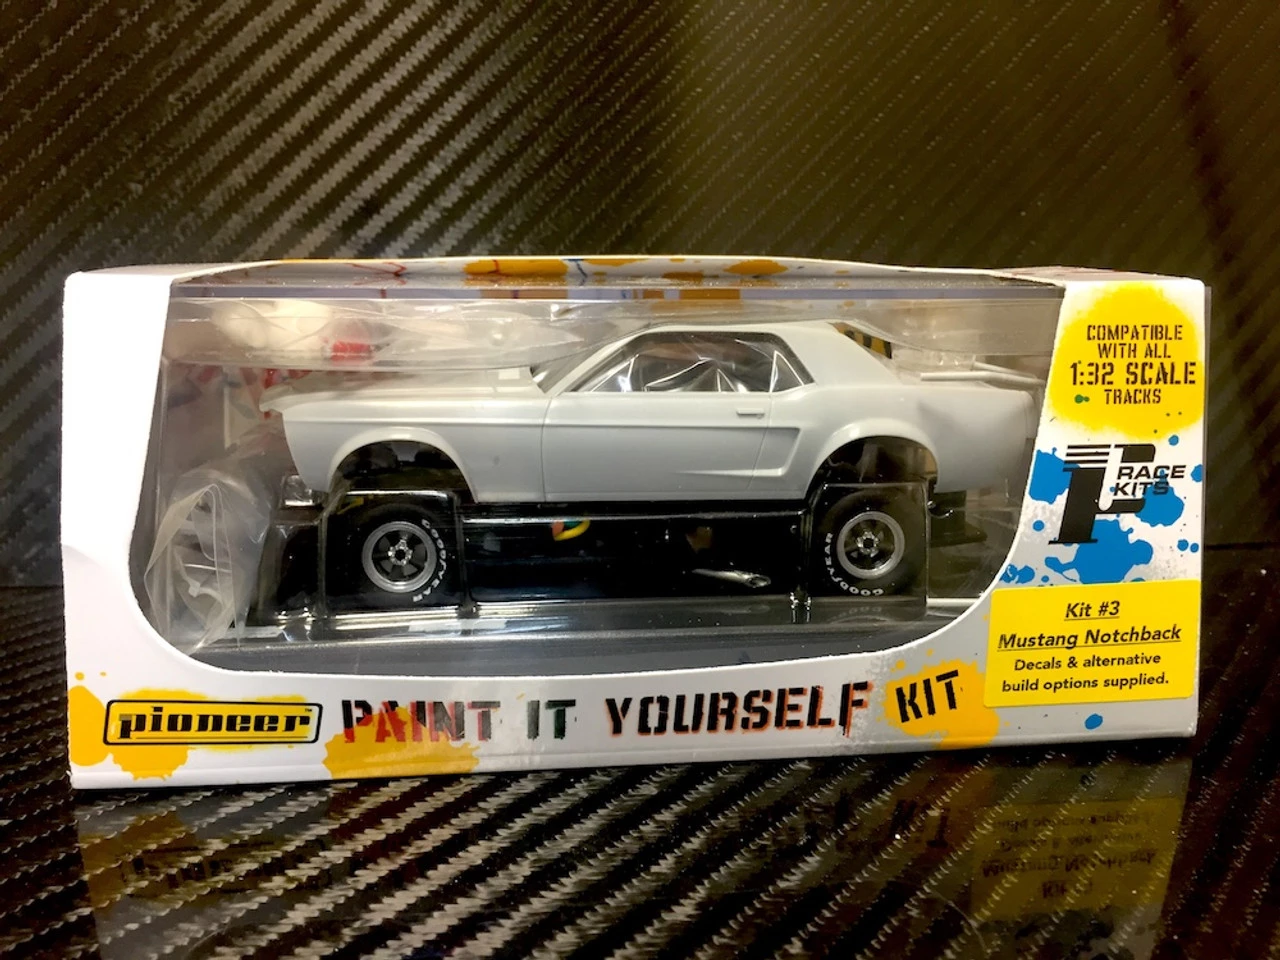 COMPATIBLE
WITH ALL
1:32 SCALE
TRACKS
P RACE
KITS
GOODYEAR
GOODYEAR
Kit #3
Mustang Notchback
Decals & alternative
build options supplied.
pioneer™ PAINT IT YOURSELF KIT